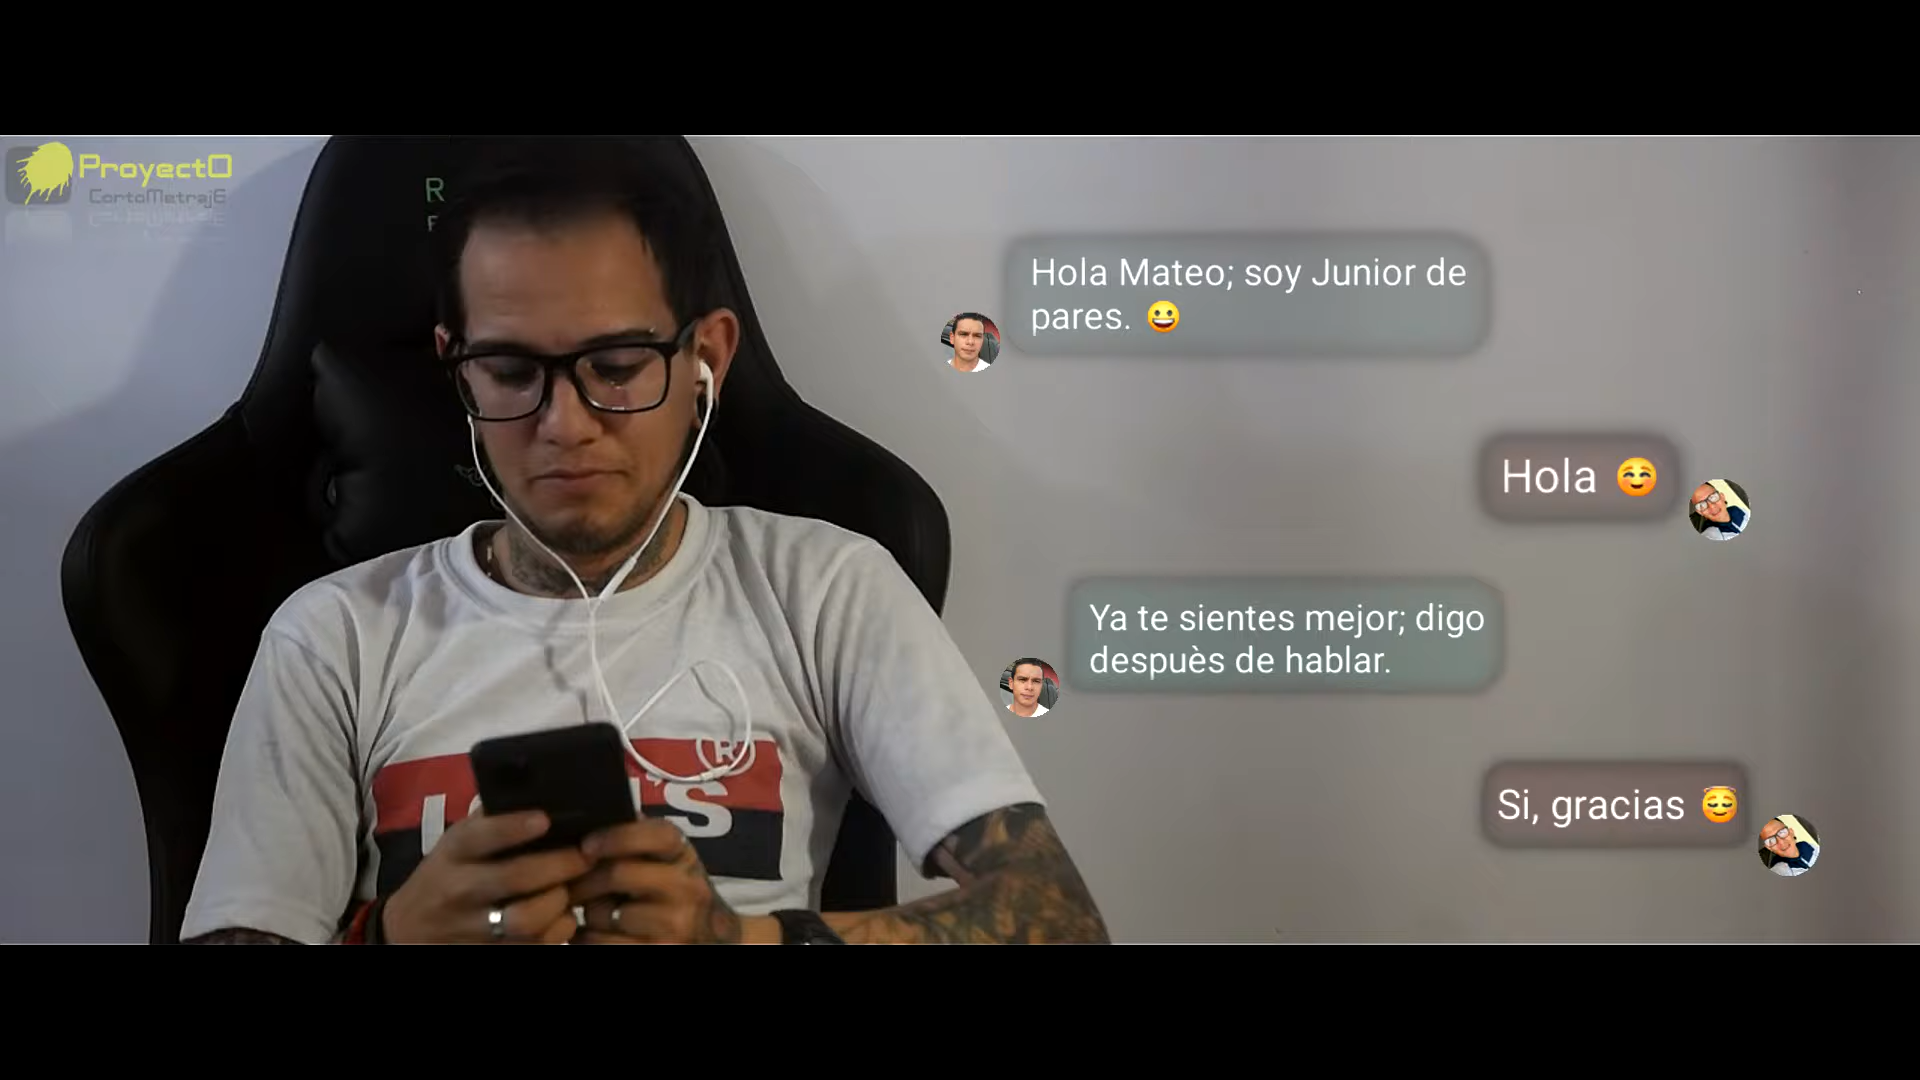 ProyectO
CortoMetrajE
R
Hola Mateo; soy Junior de
pares. 😀
Hola ☺️
Ya te sientes mejor; digo
despuès de hablar.
Si, gracias 😇
R
'S